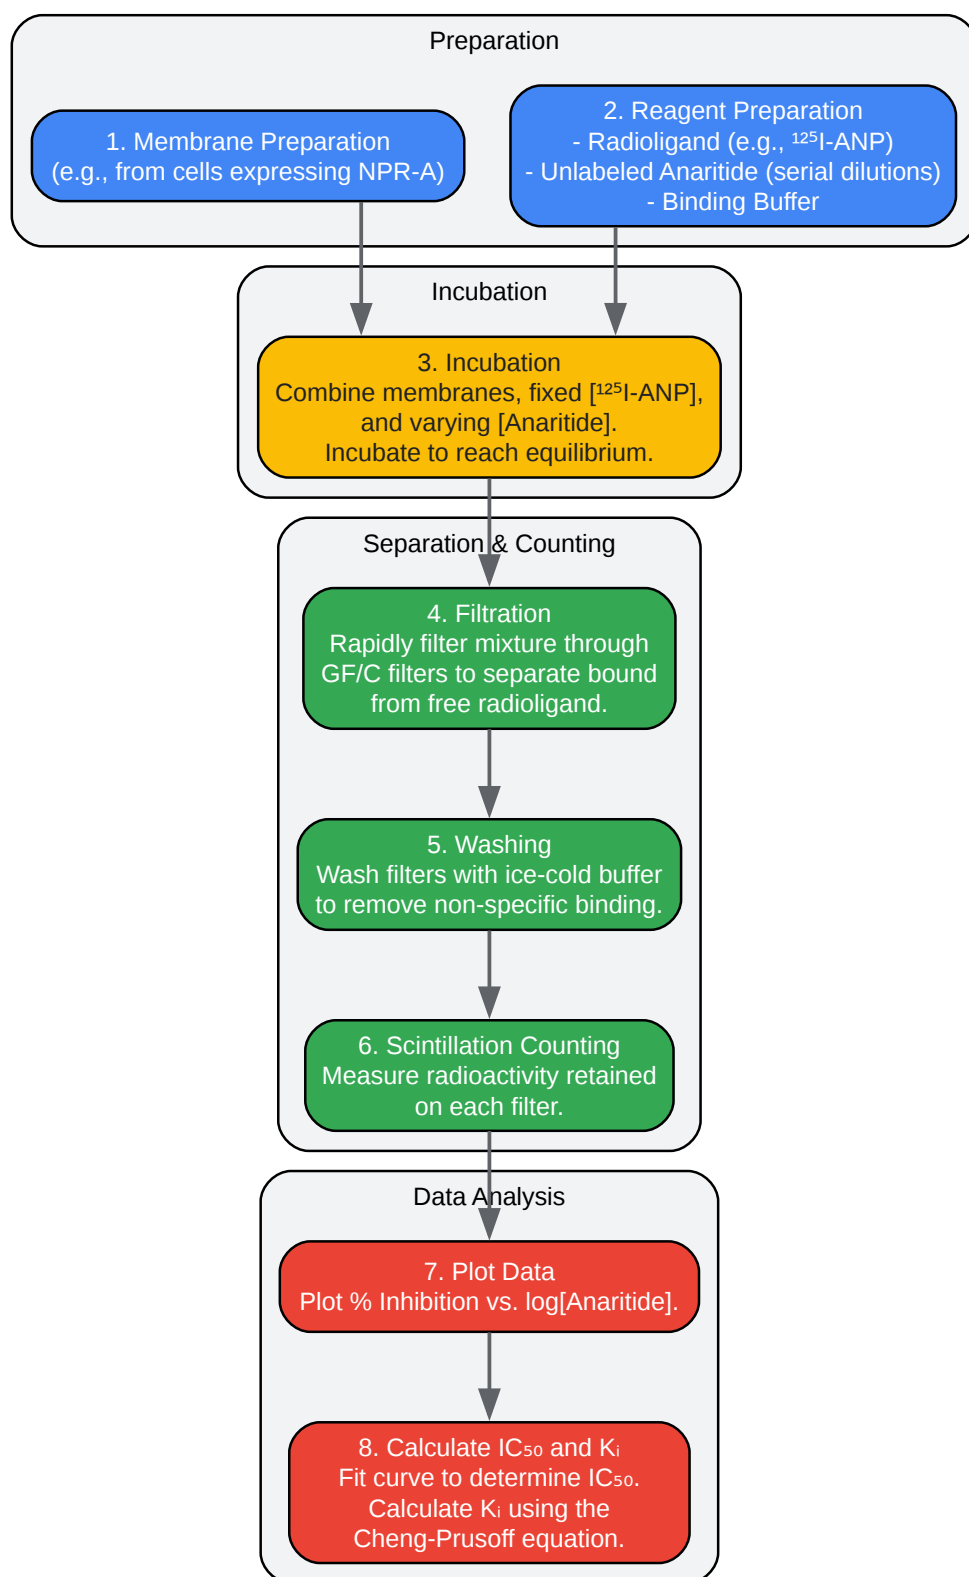 Preparation
1. Membrane Preparation
(e.g., from cells expressing NPR-A)
2. Reagent Preparation
- Radioligand (e.g., ¹²⁵I-ANP)
- Unlabeled Anaritide (serial dilutions)
- Binding Buffer
Incubation
3. Incubation
Combine membranes, fixed [¹²⁵I-ANP],
and varying [Anaritide].
Incubate to reach equilibrium.
Separation & Counting
4. Filtration
Rapidly filter mixture through
GF/C filters to separate bound
from free radioligand.
5. Washing
Wash filters with ice-cold buffer
to remove non-specific binding.
6. Scintillation Counting
Measure radioactivity retained
on each filter.
Data Analysis
7. Plot Data
Plot % Inhibition vs. log[Anaritide].
8. Calculate IC₅₀ and Kᵢ
Fit curve to determine IC₅₀.
Calculate Kᵢ using the
Cheng-Prusoff equation.